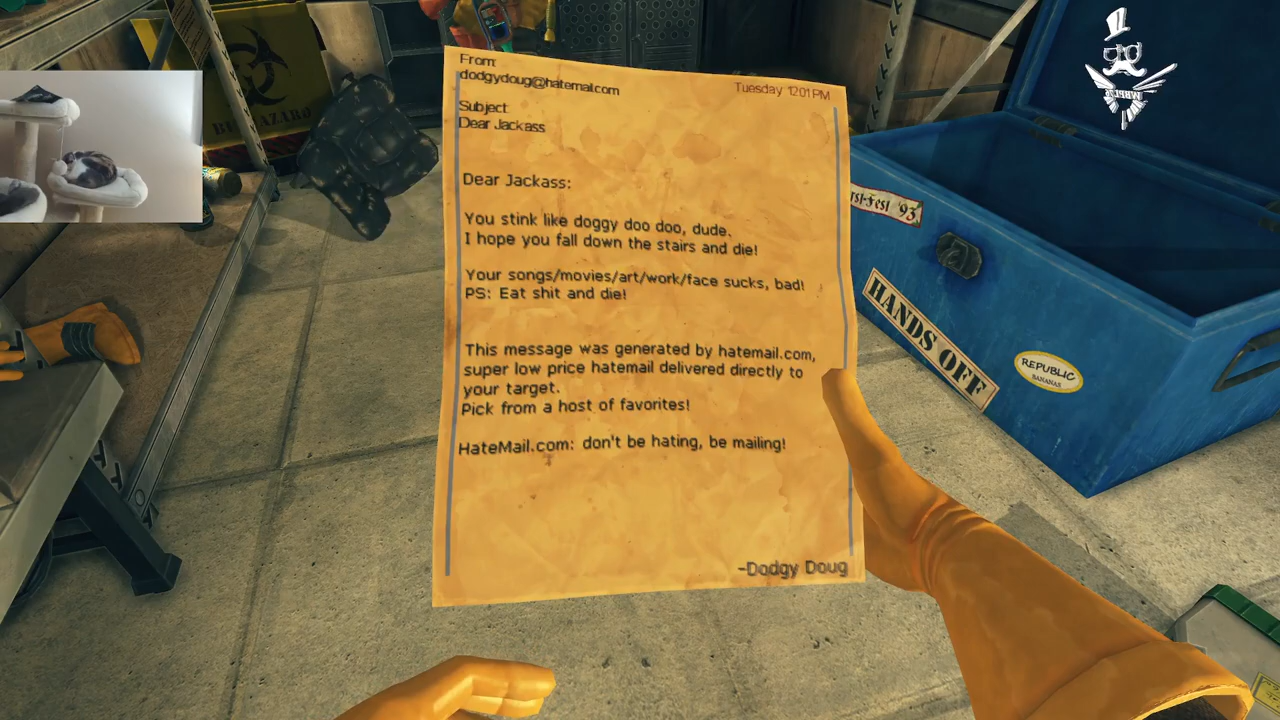 From:
dodgydoug@hatemail.com
Tuesday 12:01 PM
Subject:
Dear Jackass
Dear Jackass:
You stink like doggy doo doo, dude.
I hope you fall down the stairs and die!
Your songs/movies/art/work/face sucks, bad!
PS: Eat shit and die!
This message was generated by hatemail.com,
super low price hatemail delivered directly to
your target.
Pick from a host of favorites!
HateMail.com: don't be hating, be mailing!
-Dodgy Doug
HANDS OFF
REPUBLIC
BANANAS
'93